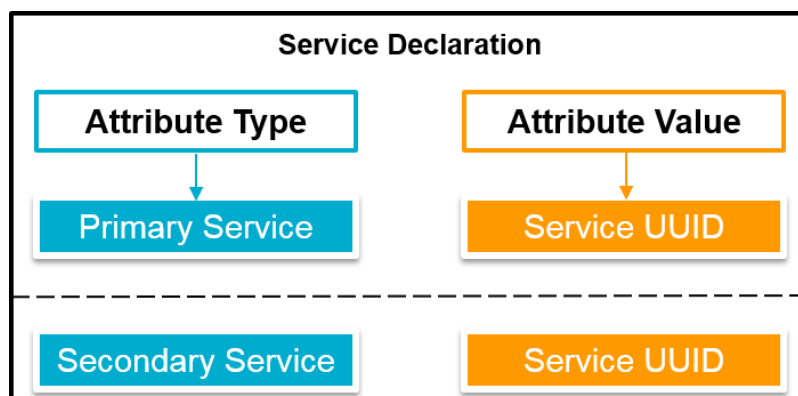 Service Declaration
Attribute Type
Attribute Value
Primary Service
Service UUID
Secondary Service
Service UUID